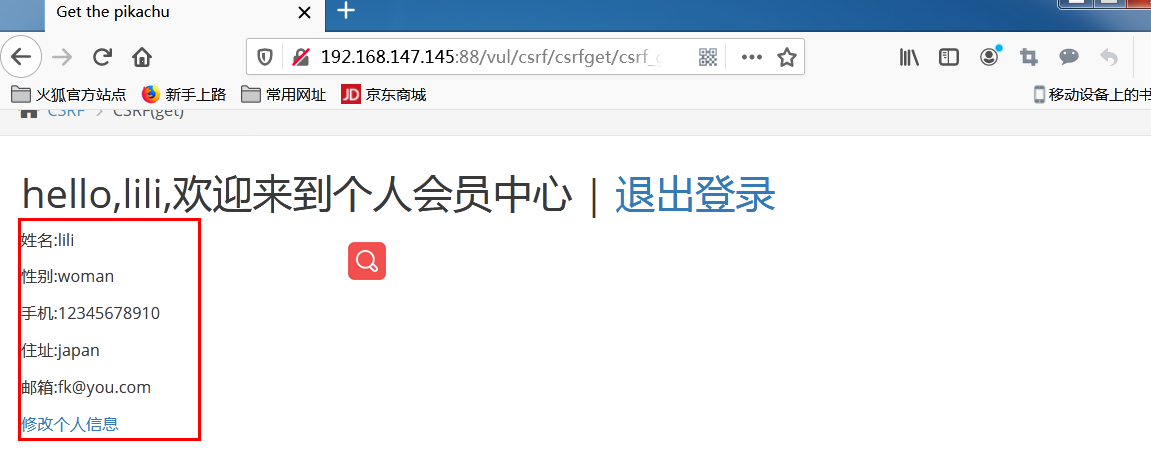 Get the pikachu
192.168.147.145:88/vul/csrf/csrfget/csrf_
火狐官方站点 新手上路 常用网址 JD 京东商城 移动设备上的书
CSRF > CSRF(get)
hello,lili,欢迎来到个人会员中心 | 退出登录
姓名:lili
性别:woman
手机:12345678910
住址:japan
邮箱:fk@you.com
修改个人信息